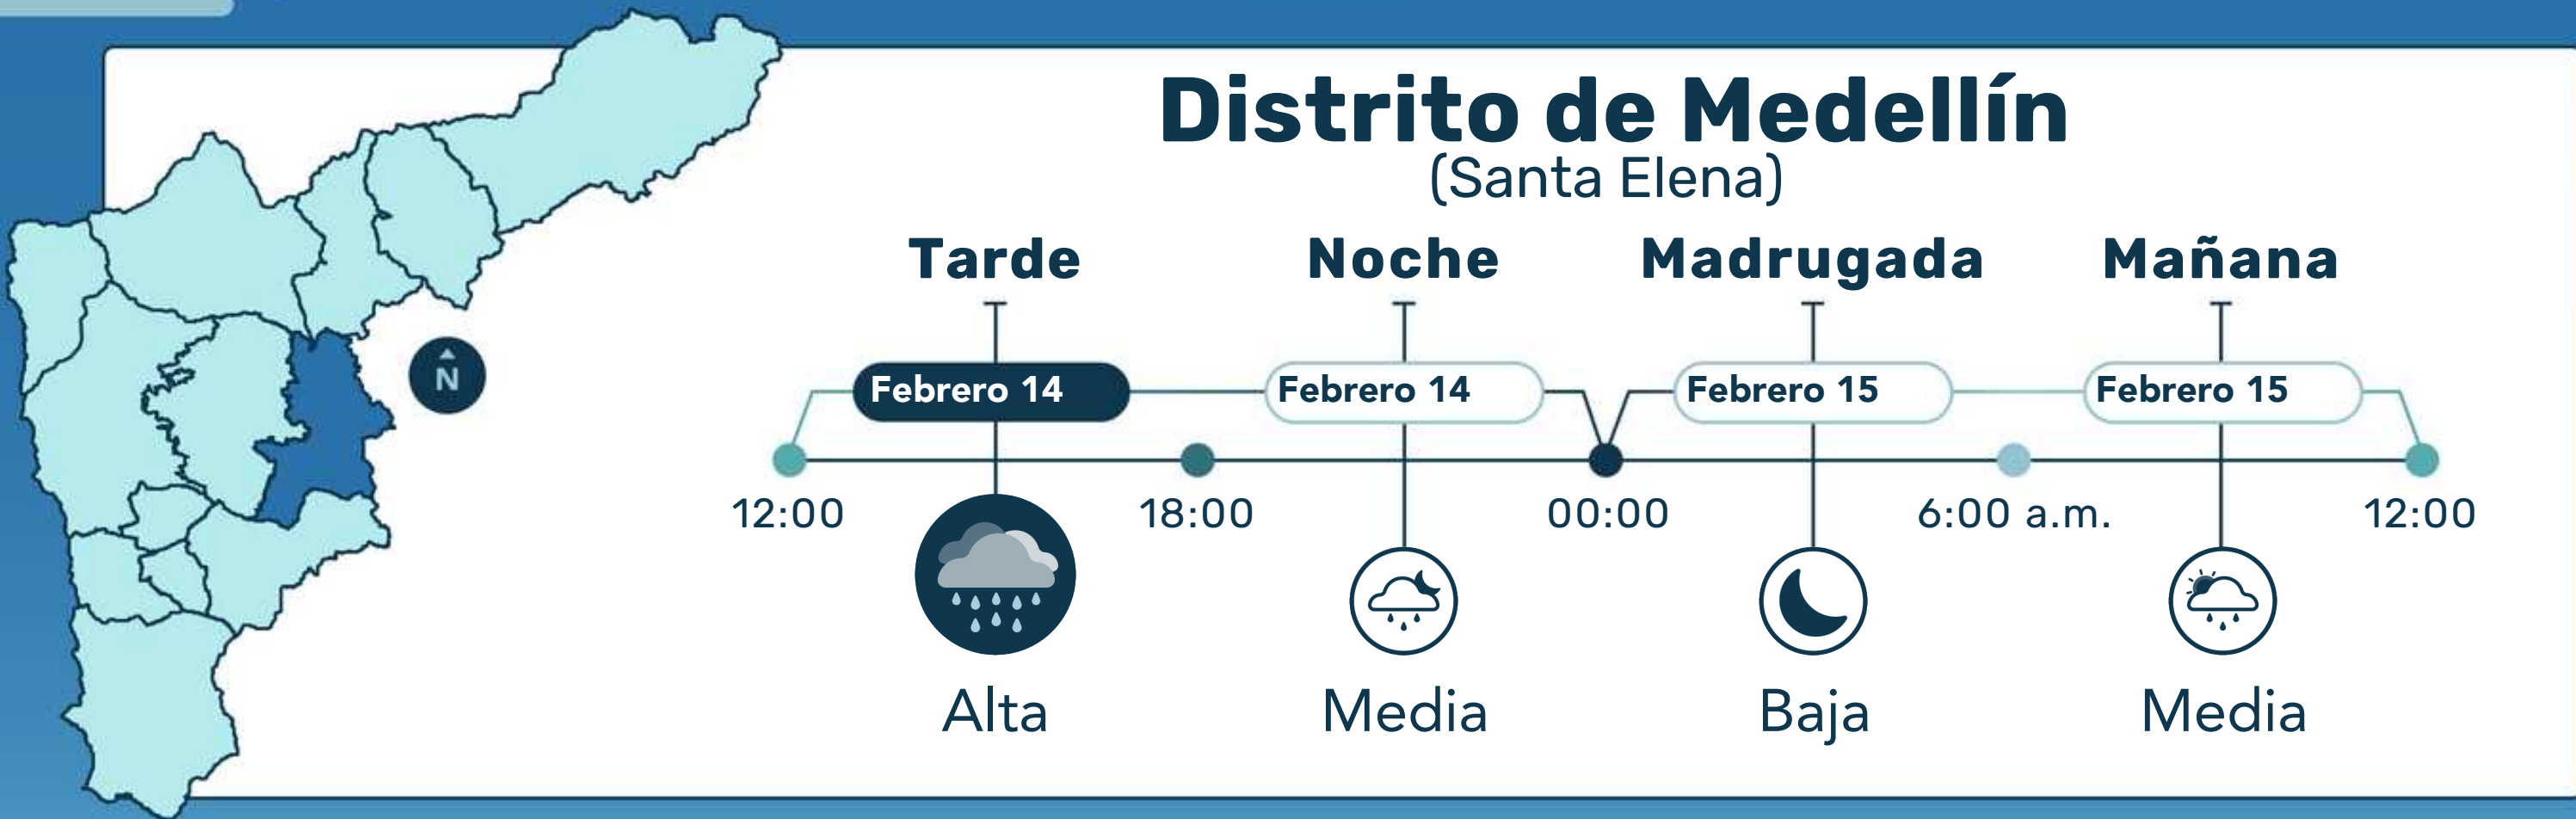 Distrito de Medellín
(Santa Elena)
Tarde Noche Madrugada Mañana
N
Febrero 14 Febrero 14 Febrero 15 Febrero 15
12:00 18:00 00:00 6:00 a.m. 12:00
Alta Media Baja Media